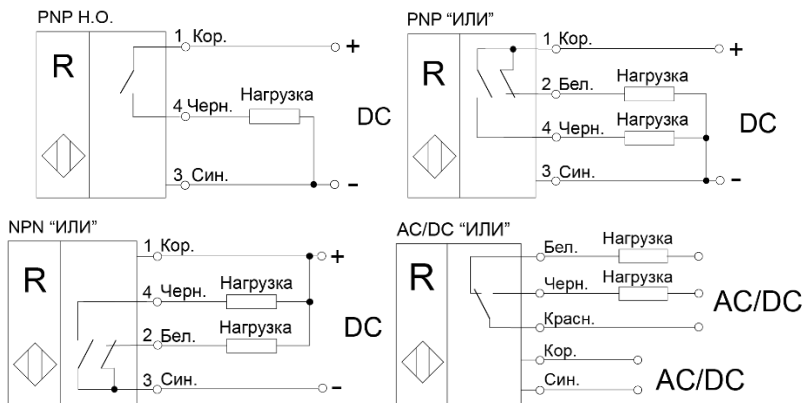 PNP Н.О.
R
1 Кор.
+
4 Черн.
Нагрузка
DC
3 Син.
-
PNP “ИЛИ”
R
1 Кор.
+
2 Бел.
Нагрузка
4 Черн.
Нагрузка
DC
3 Син.
-
NPN “ИЛИ”
R
1 Кор.
+
4 Черн.
Нагрузка
2 Бел.
Нагрузка
DC
3 Син.
-
AC/DC “ИЛИ”
R
Бел.
Нагрузка
Черн.
Нагрузка
AC/DC
Красн.
Кор.
AC/DC
Син.